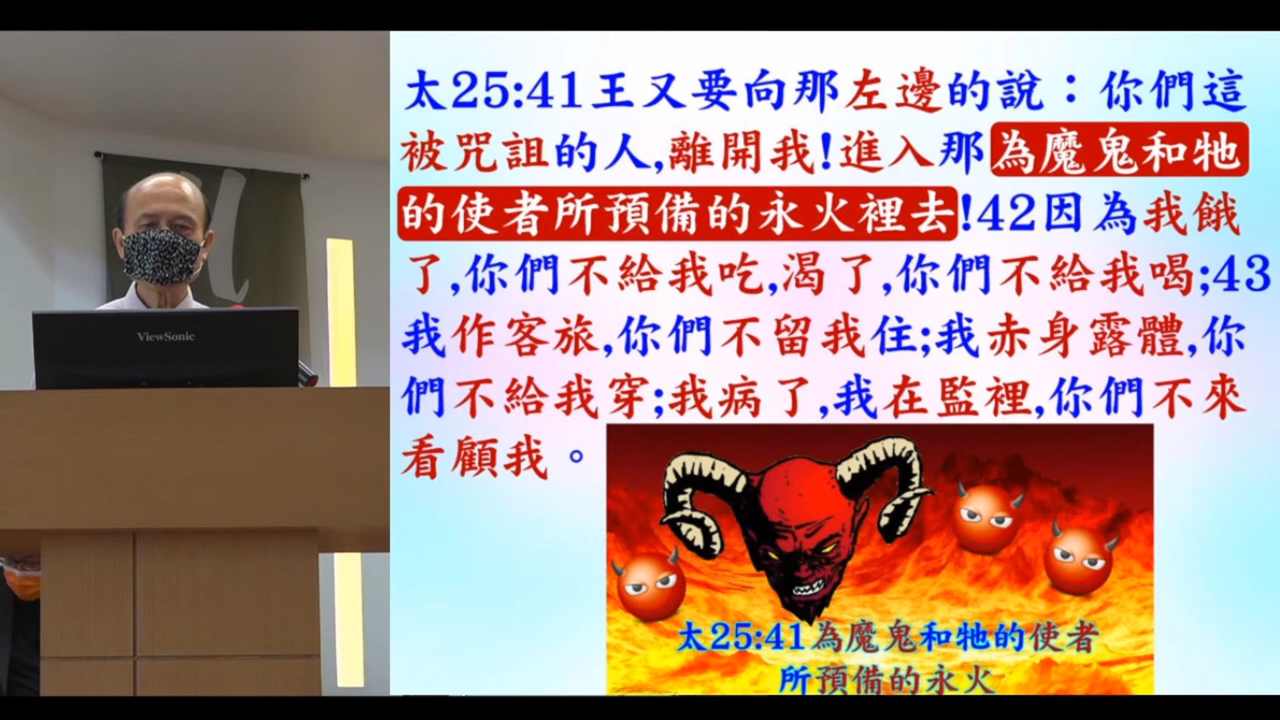 ViewSonic
太25:41王又要向那左邊的說：你們這
被咒詛的人,離開我!進入那為魔鬼和牠
的使者所預備的永火裡去!42因為我餓
了,你們不給我吃,渴了,你們不給我喝;43
我作客旅,你們不留我住;我赤身露體,你
們不給我穿;我病了,我在監裡,你們不來
看顧我。
太25:41為魔鬼和牠的使者
所預備的永火